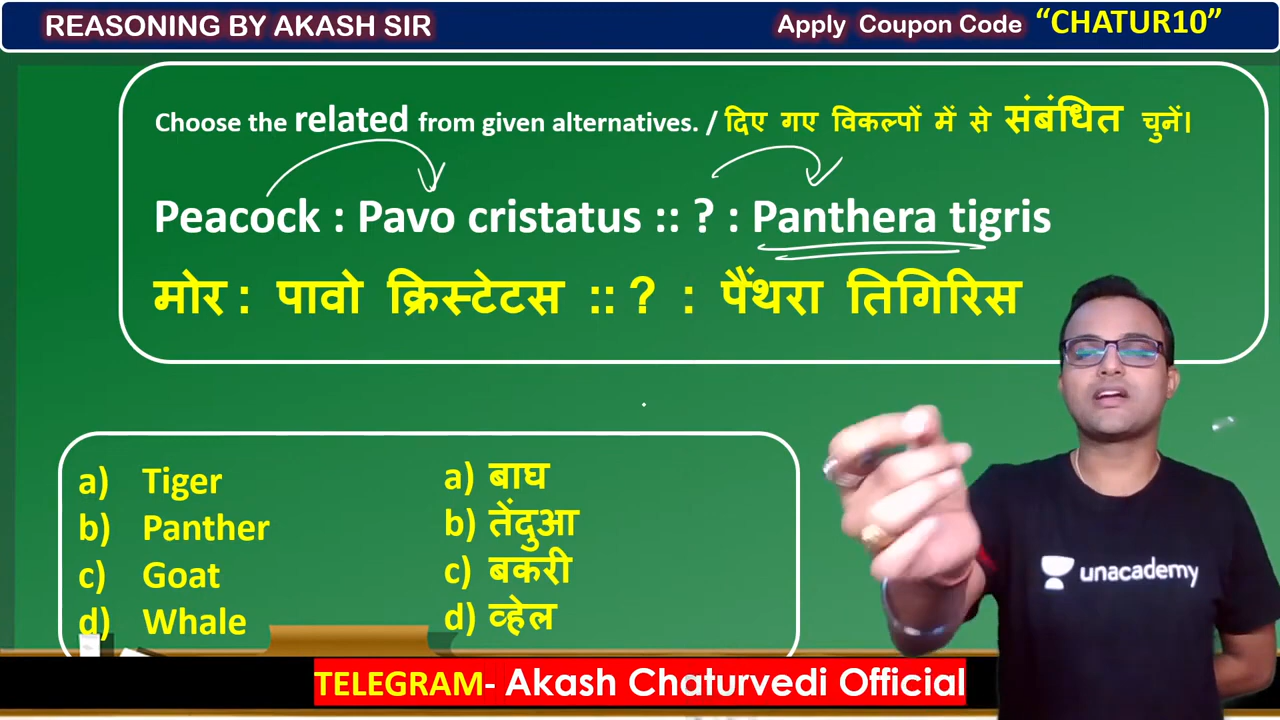 REASONING BY AKASH SIR
Apply Coupon Code “CHATUR10”
Choose the related from given alternatives. / दिए गए विकल्पों में से संबंधित चुनें।
Peacock : Pavo cristatus :: ? : Panthera tigris
मोर : पावो क्रिस्टेटस :: ? : पैंथरा तिगिरिस
a) Tiger
b) Panther
c) Goat
d) Whale
a) बाघ
b) तेंदुआ
c) बकरी
d) व्हेल
unacademy
TELEGRAM- Akash Chaturvedi Official